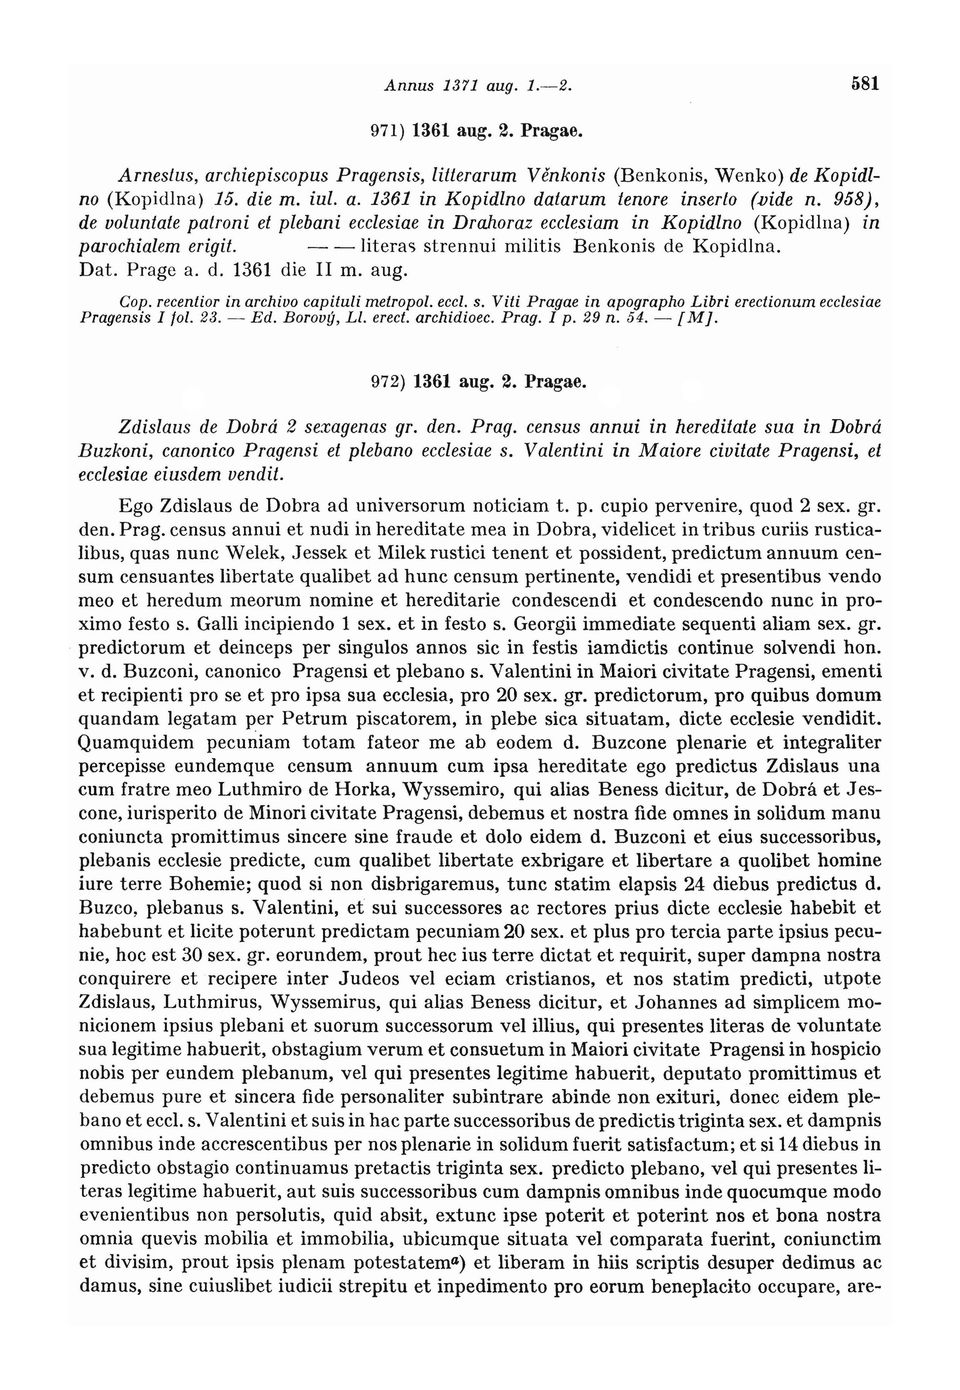 Annus 1371 aug. 1.—2. 581
971) 1361 aug. 2. Pragae.
Arnestus, archiepiscopus Pragensis, litterarum Věnkonis (Benkonis, Wenko) de Kopidl-
no (Kopidlna) 15. die m. iul. a. 1361 in Kopidlno datarum tenore inserto (vide n. 958),
de voluntate patroni et plebani ecclesiae in Drahoraz ecclesiam in Kopidlno (Kopidlna) in
parochialem erigit. — — literas strennui militis Benkonis de Kopidlna.
Dat. Prage a. d. 1361 die II m. aug.
Cop. recentior in archivo capituli metropol. eccl. s. Viti Pragae in apographo Libri erectionum ecclesiae
Pragensis I fol. 23. — Ed. Borový, Ll. erect. archidioec. Prag. I p. 29 n. 54. — [M].
972) 1361 aug. 2. Pragae.
Zdislaus de Dobrá 2 sexagenas gr. den. Prag. census annui in hereditate sua in Dobrá
Buzkoni, canonico Pragensi et plebano ecclesiae s. Valentini in Maiore civitate Pragensi, et
ecclesiae eiusdem vendit.
Ego Zdislaus de Dobra ad universorum noticiam t. p. cupio pervenire, quod 2 sex. gr.
den. Prag. census annui et nudi in hereditate mea in Dobra, videlicet in tribus curiis rustica-
libus, quas nunc Welek, Jessek et Milek rustici tenent et possident, predictum annuum cen-
sum censuantes libertate qualibet ad hunc censum pertinente, vendidi et presentibus vendo
meo et heredum meorum nomine et hereditarie condescendi et condescendo nunc in pro-
ximo festo s. Galli incipiendo 1 sex. et in festo s. Georgii immediate sequenti aliam sex. gr.
predictorum et deinceps per singulos annos sic in festis iamdictis continue solvendi hon.
v. d. Buzconi, canonico Pragensi et plebano s. Valentini in Maiori civitate Pragensi, ementi
et recipienti pro se et pro ipsa sua ecclesia, pro 20 sex. gr. predictorum, pro quibus domum
quandam legatam per Petrum piscatorem, in plebe sica situatam, dicte ecclesie vendidit.
Quamquidem pecuniam totam fateor me ab eodem d. Buzcone plenarie et integraliter
percepisse eundemque censum annuum cum ipsa hereditate ego predictus Zdislaus una
cum fratre meo Luthmiro de Horka, Wyssemiro, qui alias Beness dicitur, de Dobrá et Jes-
cone, iurisperito de Minori civitate Pragensi, debemus et nostra fide omnes in solidum manu
coniuncta promittimus sincere sine fraude et dolo eidem d. Buzconi et eius successoribus,
plebanis ecclesie predicte, cum qualibet libertate exbrigare et libertare a quolibet homine
iure terre Bohemie; quod si non disbrigaremus, tunc statim elapsis 24 diebus predictus d.
Buzco, plebanus s. Valentini, et sui successores ac rectores prius dicte ecclesie habebit et
habebunt et licite poterunt predictam pecuniam 20 sex. et plus pro tercia parte ipsius pecu-
nie, hoc est 30 sex. gr. eorundem, prout hec ius terre dictat et requirit, super dampna nostra
conquirere et recipere inter Judeos vel eciam cristianos, et nos statim predicti, utpote
Zdislaus, Luthmirus, Wyssemirus, qui alias Beness dicitur, et Johannes ad simplicem mo-
nicionem ipsius plebani et suorum successorum vel illius, qui presentes literas de voluntate
sua legitime habuerit, obstagium verum et consuetum in Maiori civitate Pragensi in hospicio
nobis per eundem plebanum, vel qui presentes legitime habuerit, deputato promittimus et
debemus pure et sincera fide personaliter subintrare abinde non exituri, donec eidem ple-
bano et eccl. s. Valentini et suis in hac parte successoribus de predictis triginta sex. et dampnis
omnibus inde accrescentibus per nos plenarie in solidum fuerit satisfactum; et si 14 diebus in
predicto obstagio continuamus pretactis triginta sex. predicto plebano, vel qui presentes li-
teras legitime habuerit, aut suis successoribus cum dampnis omnibus inde quocumque modo
evenientibus non persolutis, quid absit, extunc ipse poterit et poterint nos et bona nostra
omnia quevis mobilia et immobilia, ubicumque situata vel comparata fuerint, coniunctim
et divisim, prout ipsis plenam potestatemᵃ) et liberam in hiis scriptis desuper dedimus ac
damus, sine cuiuslibet iudicii strepitu et inpedimento pro eorum beneplacito occupare, are-